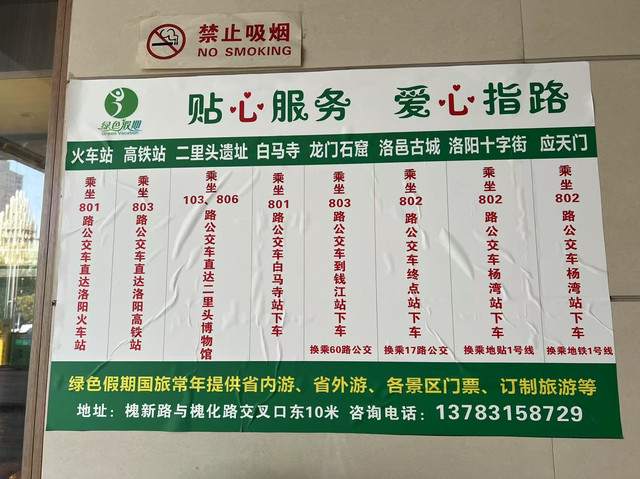 禁止吸烟
NO SMOKING
绿色假期
Green Vacation
贴心服务 爱心指路
火车站 高铁站 二里头遗址 白马寺 龙门石窟 洛邑古城 洛阳十字街 应天门
乘坐801路公交车直达洛阳火车站
乘坐803路公交车直达洛阳高铁站
乘坐103、806路公交车直达二里头博物馆
乘坐801路公交车白马寺站下车
乘坐803路公交车到钱江站下车
换乘60路公交
乘坐802路公交车终点站下车
换乘17路公交
乘坐802路公交车杨湾站下车
换乘地贴1号线
乘坐802路公交车杨湾站下车
换乘地铁1号线
绿色假期国旅常年提供省内游、省外游、各景区门票、订制旅游等
地址：槐新路与槐化路交叉口东10米 咨询电话：13783158729